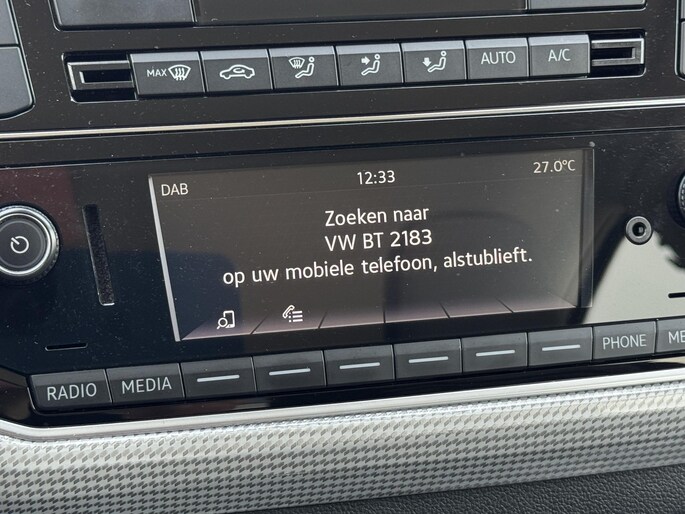 MAX
AUTO
A/C
DAB
12:33
27.0°C
Zoeken naar
VW BT 2183
op uw mobiele telefoon, alstublieft.
RADIO
MEDIA
PHONE
ME